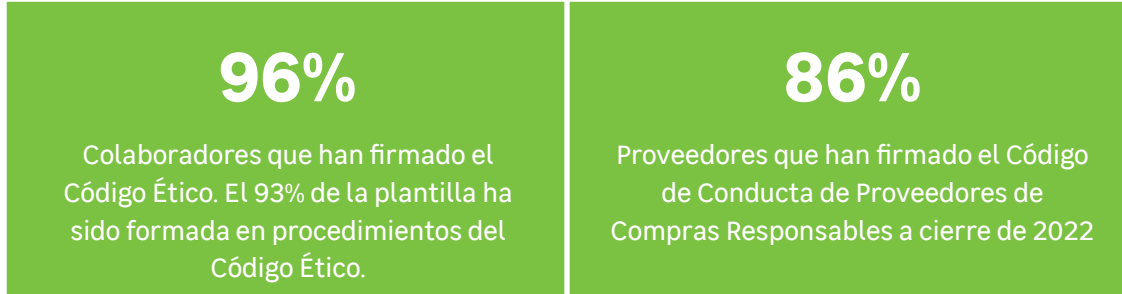 96%
Colaboradores que han firmado el
Código Ético. El 93% de la plantilla ha
sido formada en procedimientos del
Código Ético.
86%
Proveedores que han firmado el Código
de Conducta de Proveedores de
Compras Responsables a cierre de 2022